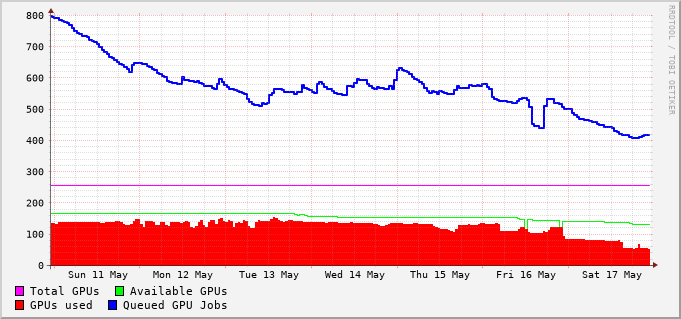 800
700
600
500
400
300
200
100
0
Sun 11 May Mon 12 May Tue 13 May Wed 14 May Thu 15 May Fri 16 May Sat 17 May
Total GPUs Available GPUs
GPUs used Queued GPU Jobs
RRDTOOL / TOBI OETIKER